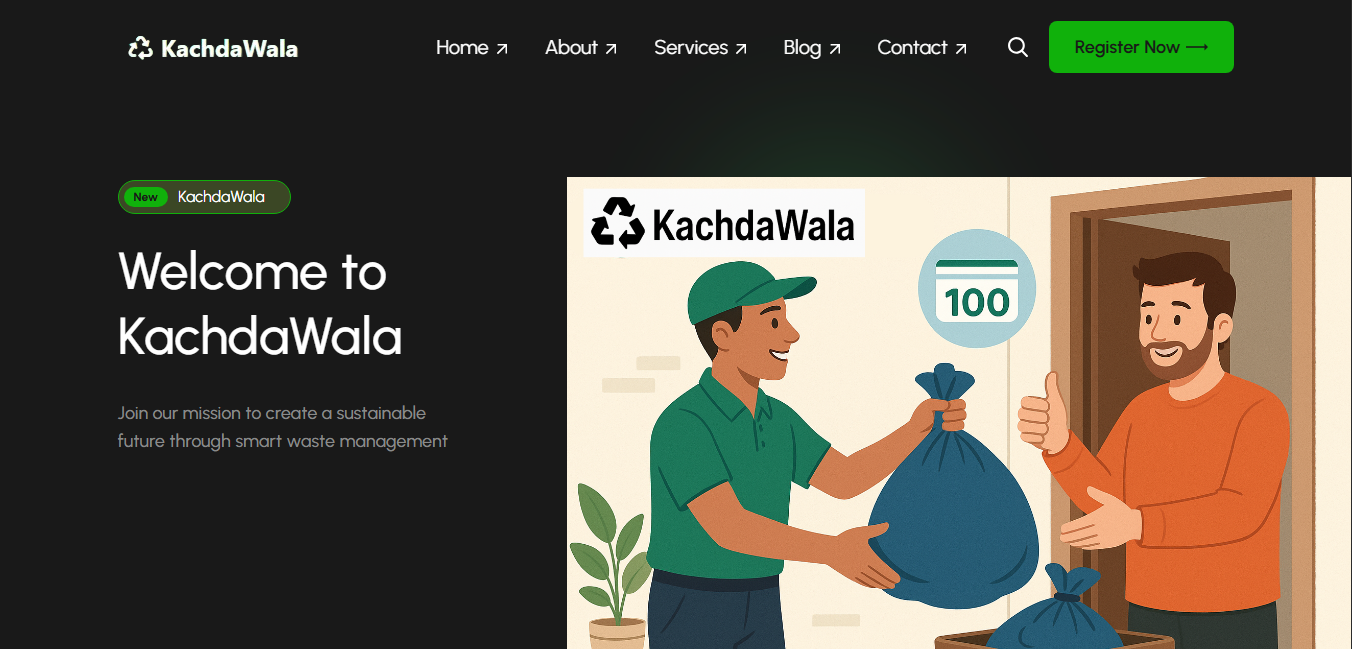 KachdaWala
Home
About
Services
Blog
Contact
Register Now
New
KachdaWala
Welcome to
KachdaWala
Join our mission to create a sustainable
future through smart waste management
KachdaWala
100